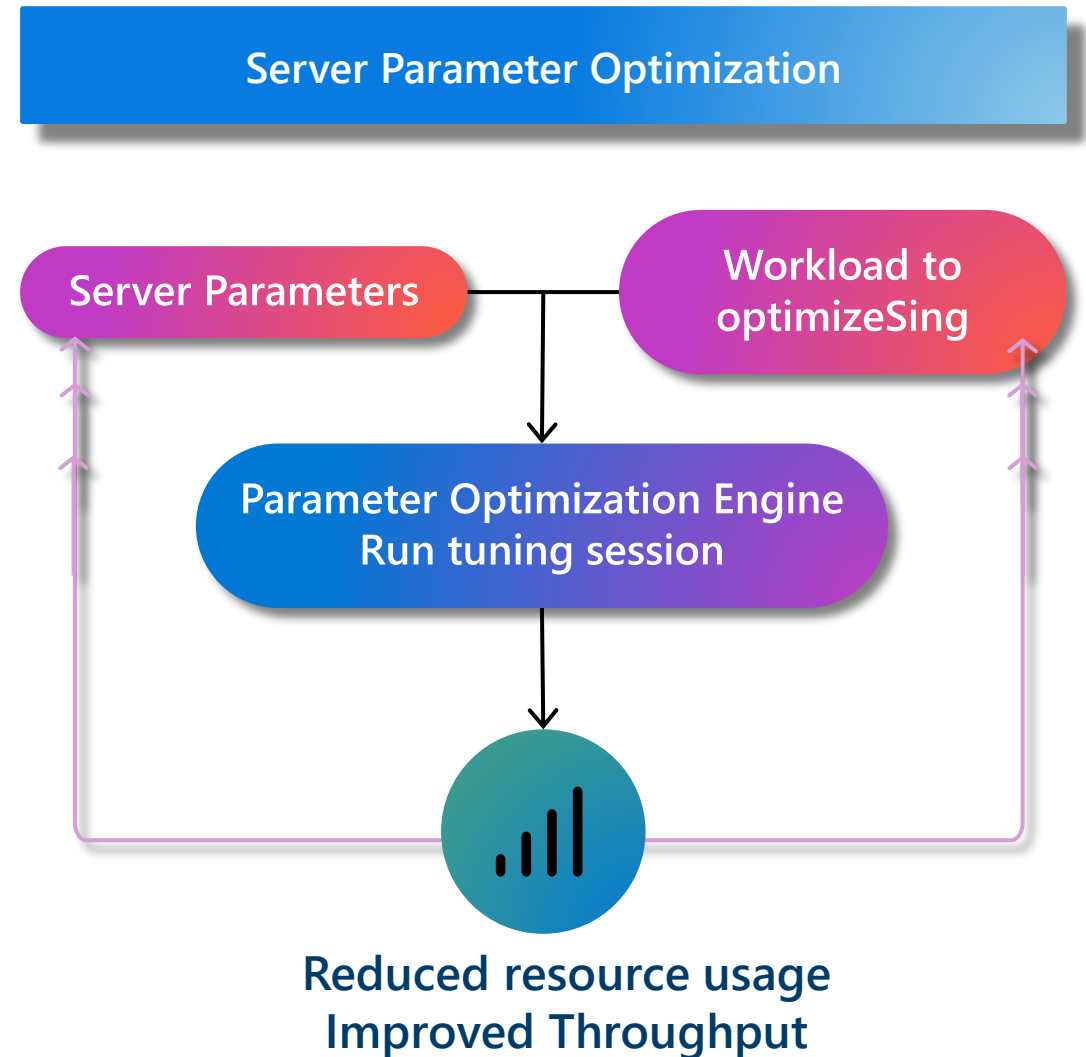 Server Parameter Optimization
Server Parameters
Workload to
optimizeSing
Parameter Optimization Engine
Run tuning session
Reduced resource usage
Improved Throughput